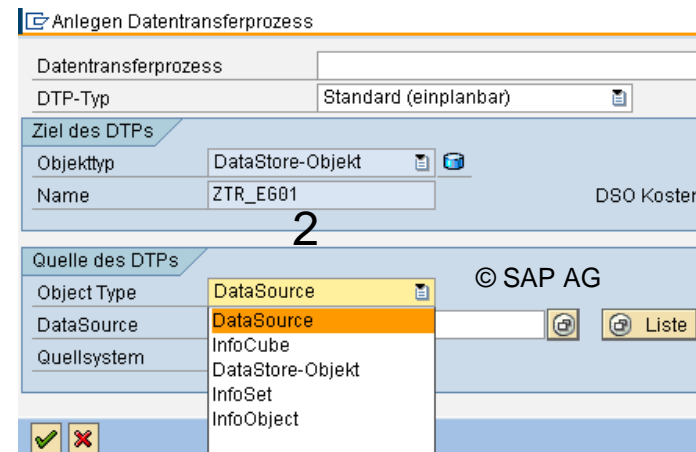 Anlegen Datentransferprozess
Datentransferprozess
DTP-Typ Standard (einplanbar)
Ziel des DTPs
Objekttyp DataStore-Objekt
Name ZTR_EG01 DSO Koster
2
Quelle des DTPs
© SAP AG
Object Type DataSource
DataSource DataSource Liste
InfoCube
Quellsystem DataStore-Objekt
InfoSet
InfoObject